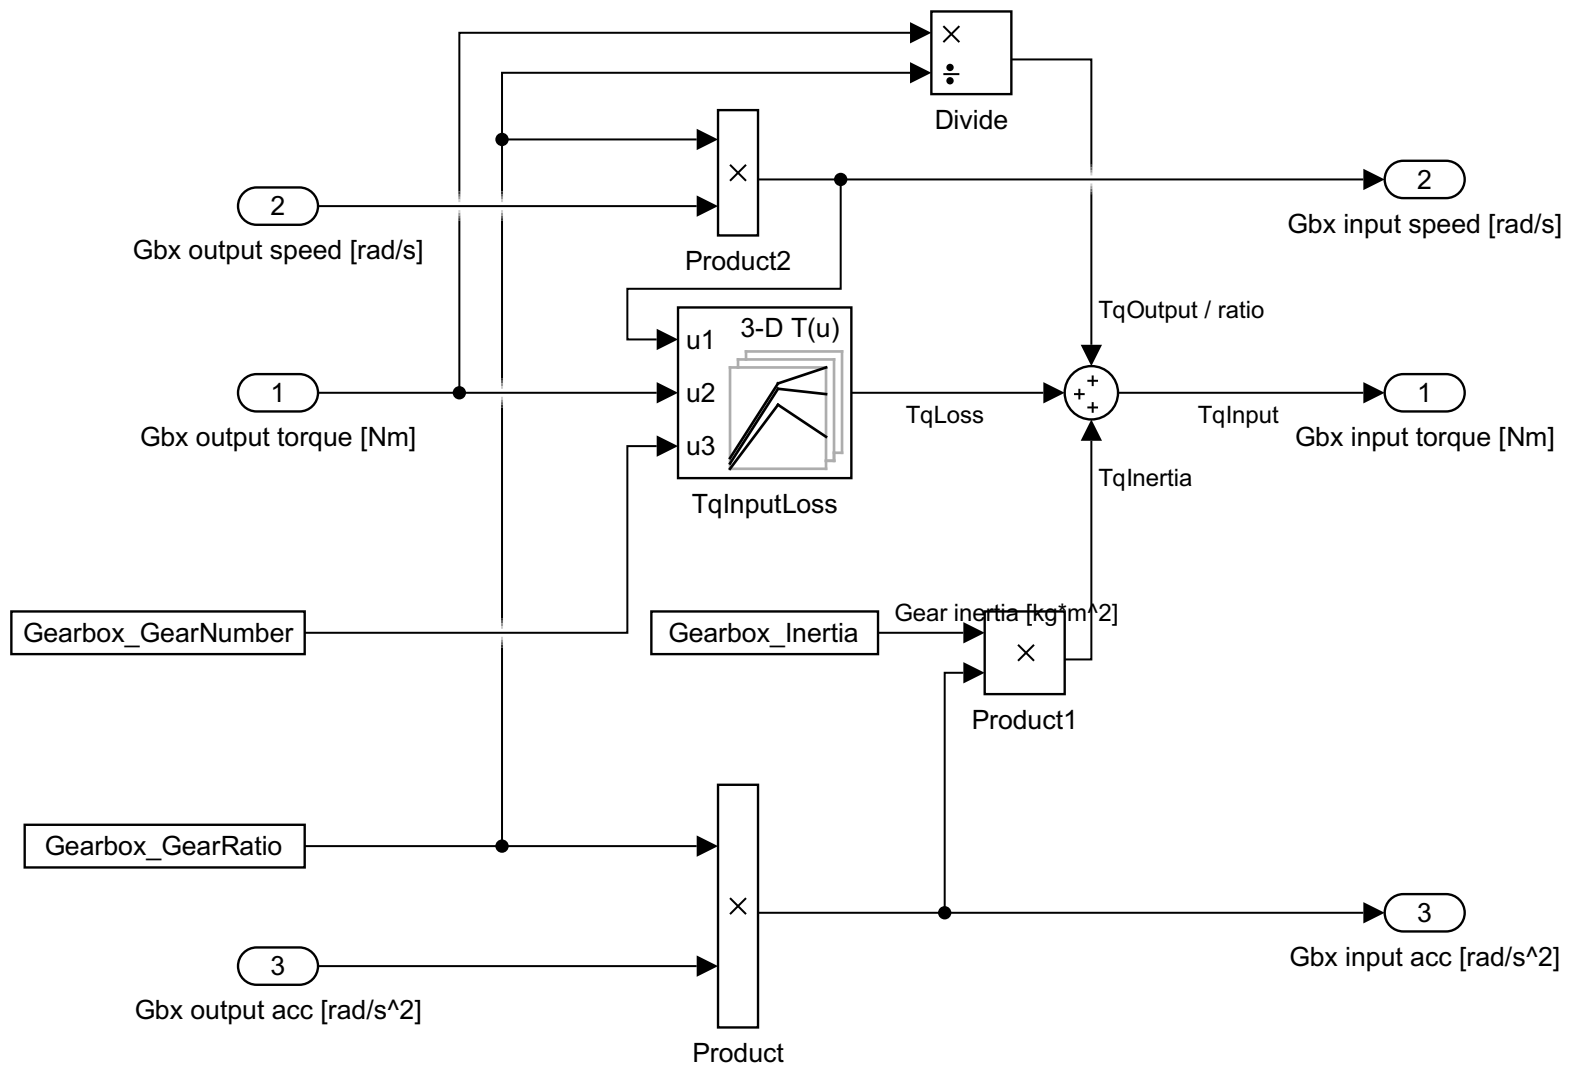 ×
÷
Divide
×
2
2
Gbx output speed [rad/s]
Gbx input speed [rad/s]
Product2
TqOutput / ratio
3-D T(u)
u1
1
u2
+
+
+
1
TqLoss
TqInput
Gbx output torque [Nm]
Gbx input torque [Nm]
u3
TqInertia
TqInputLoss
Gear inertia [kg*m^2]
Gearbox_GearNumber
Gearbox_Inertia
×
Product1
Gearbox_GearRatio
×
3
Gbx input acc [rad/s^2]
3
Gbx output acc [rad/s^2]
Product